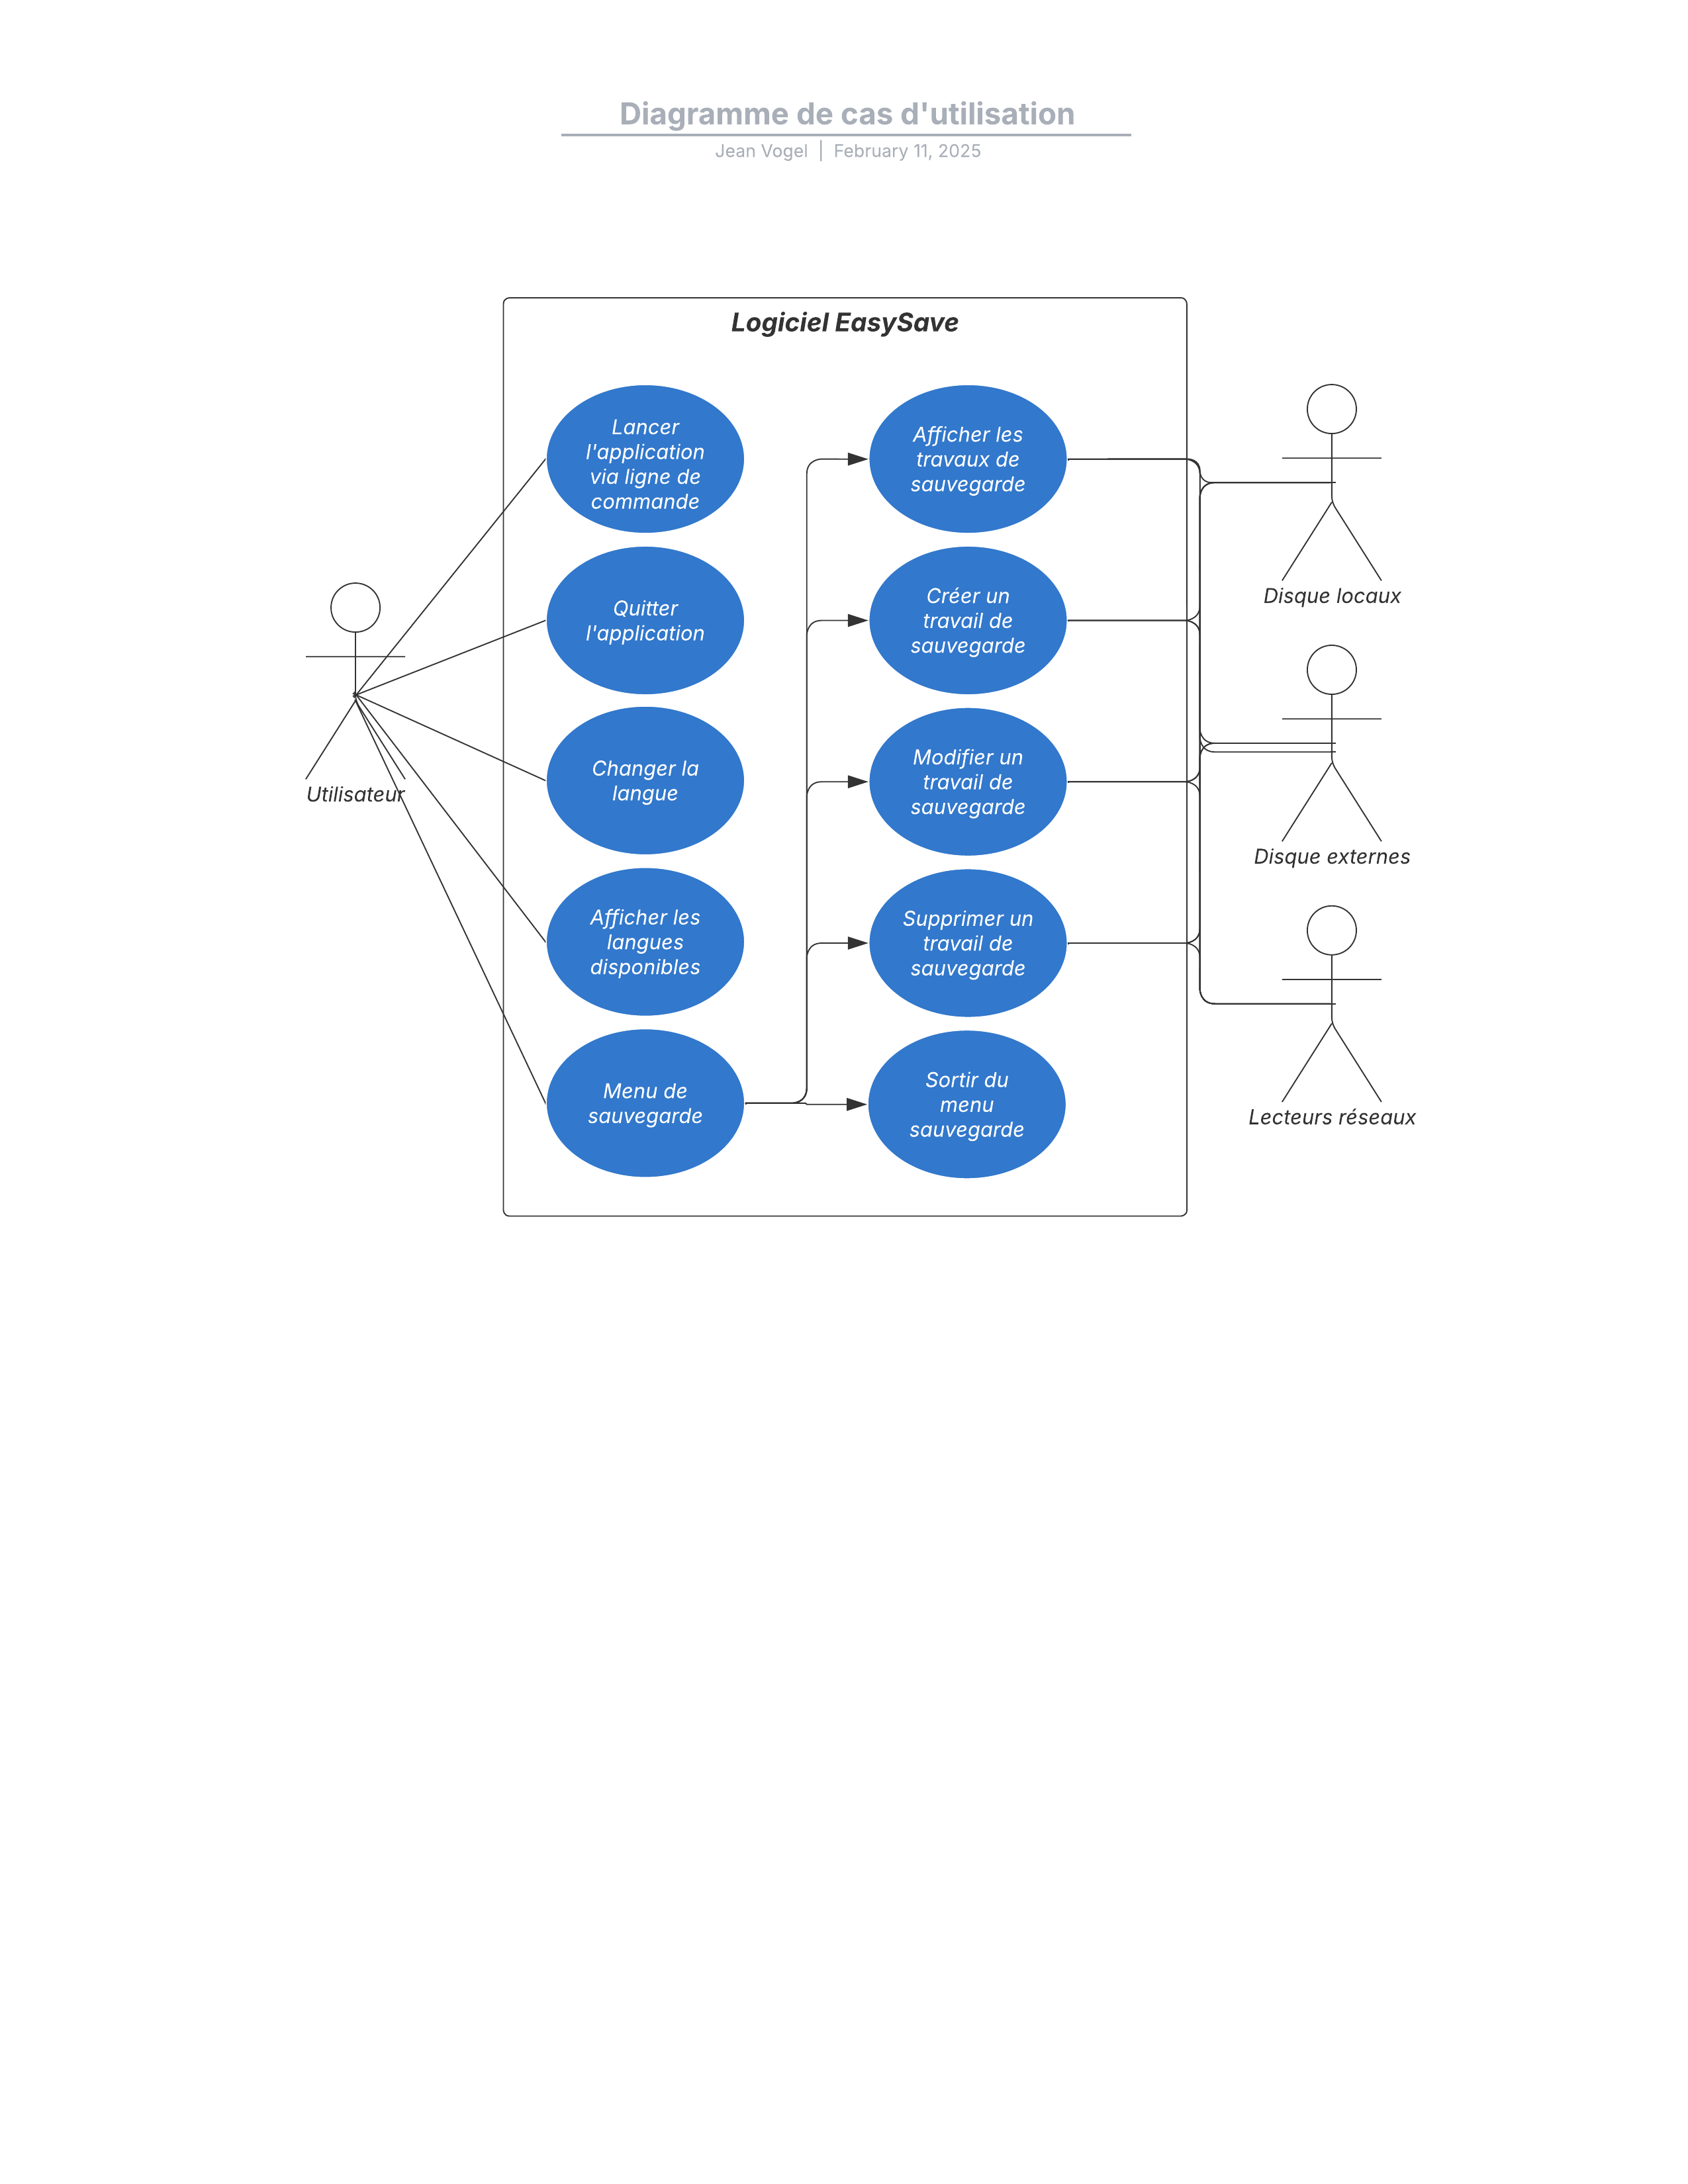 Diagramme de cas d'utilisation
Jean Vogel | February 11, 2025
Logiciel EasySave
Lancer
l'application
via ligne de
commande
Quitter
l'application
Changer la
langue
Afficher les
langues
disponibles
Menu de
sauvegarde
Afficher les
travaux de
sauvegarde
Créer un
travail de
sauvegarde
Modifier un
travail de
sauvegarde
Supprimer un
travail de
sauvegarde
Sortir du
menu
sauvegarde
Utilisateur
Disque locaux
Disque externes
Lecteurs réseaux